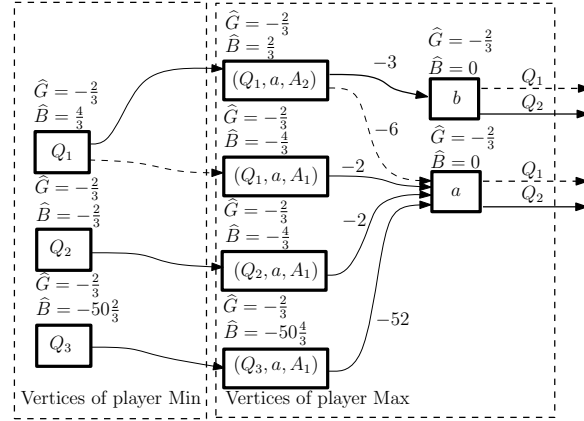 Ĝ = −2/3
B̂ = 4/3
Q₁
Ĝ = −2/3
B̂ = −2/3
Q₂
Ĝ = −2/3
B̂ = −50 2/3
Q₃
Vertices of player Min
Ĝ = −2/3
B̂ = 2/3
(Q₁, a, A₂)
Ĝ = −2/3
B̂ = −4/3
(Q₁, a, A₁)
Ĝ = −2/3
B̂ = −4/3
(Q₂, a, A₁)
Ĝ = −2/3
B̂ = −50 4/3
(Q₃, a, A₁)
Vertices of player Max
−3
−6
−2
−2
−52
Ĝ = −2/3
B̂ = 0
b
Q₁
Q₂
Ĝ = −2/3
B̂ = 0
a
Q₁
Q₂